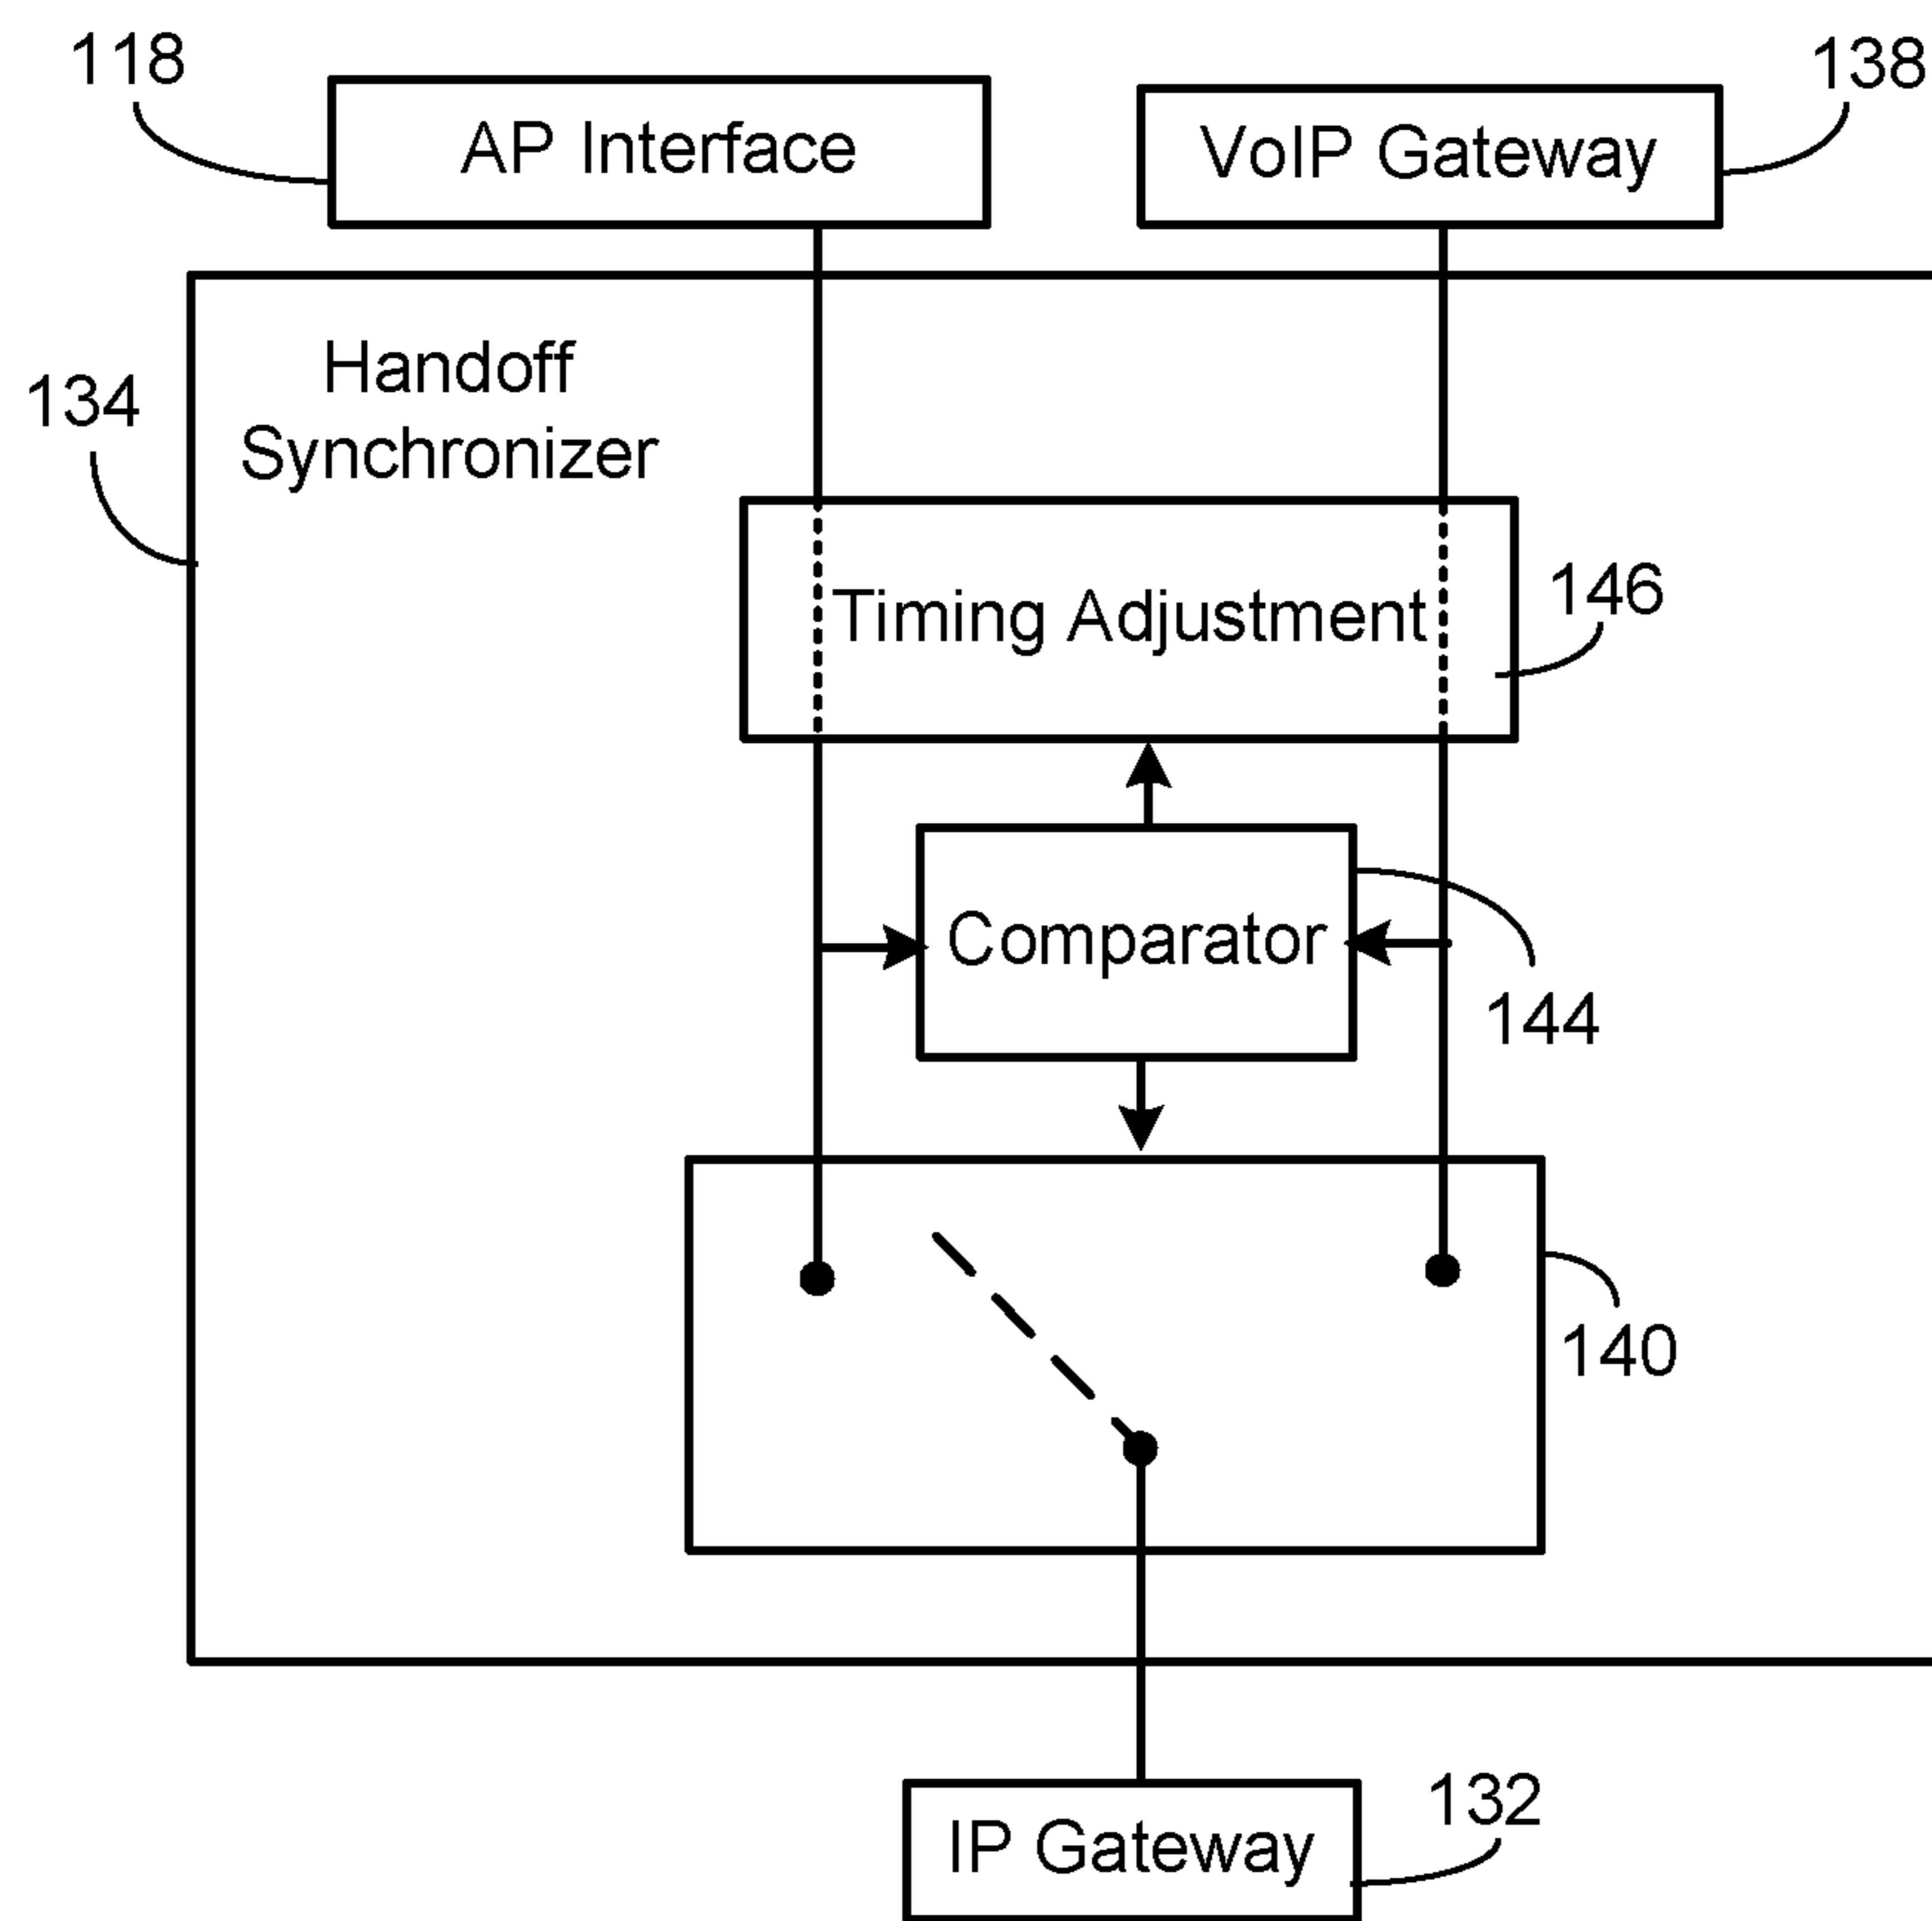 118
AP Interface
VoIP Gateway
138
Handoff
Synchronizer
134
Timing Adjustment
146
Comparator
144
140
IP Gateway
132